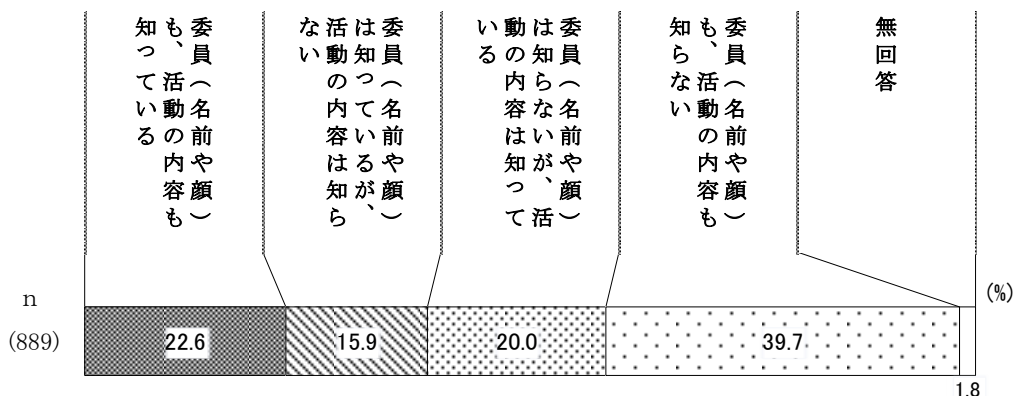 委員（名前や顔）
も、活動の内容も
知っている
委員（名前や顔）
は知っているが、
活動の内容は知ら
ない
委員（名前や顔）
は知らないが、活
動の内容は知って
いる
委員（名前や顔）
も、活動の内容も
知らない
無回答
(%)
n
(889)
22.6
15.9
20.0
39.7
1.8